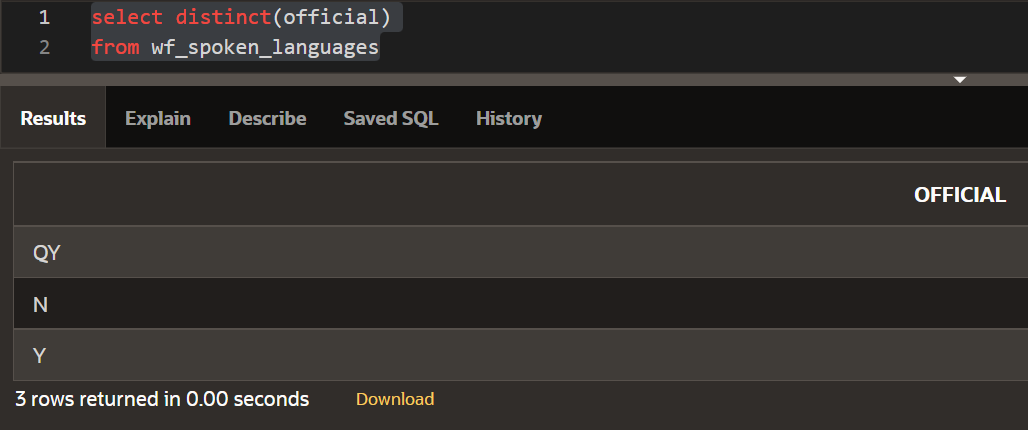 1 select distinct(official)
2 from wf_spoken_languages
Results Explain Describe Saved SQL History
OFFICIAL
QY
N
Y
3 rows returned in 0.00 seconds Download